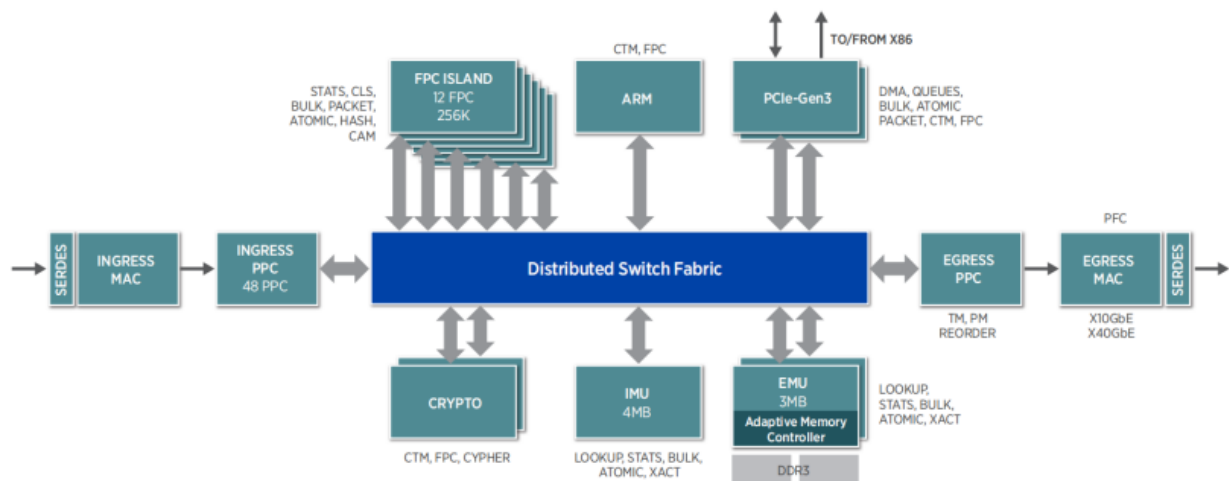 TO/FROM X86
CTM, FPC
STATS, CLS,
BULK, PACKET,
ATOMIC, HASH,
CAM
FPC ISLAND
12 FPC
256K
ARM
PCIe-Gen3
DMA, QUEUES,
BULK, ATOMIC
PACKET, CTM, FPC
SERDES
INGRESS
MAC
INGRESS
PPC
48 PPC
Distributed Switch Fabric
EGRESS
PPC
TM, PM
REORDER
PFC
EGRESS
MAC
SERDES
X10GbE
X40GbE
CRYPTO
CTM, FPC, CYPHER
IMU
4MB
LOOKUP, STATS, BULK,
ATOMIC, XACT
EMU
3MB
Adaptive Memory
Controller
DDR3
LOOKUP,
STATS, BULK,
ATOMIC, XACT